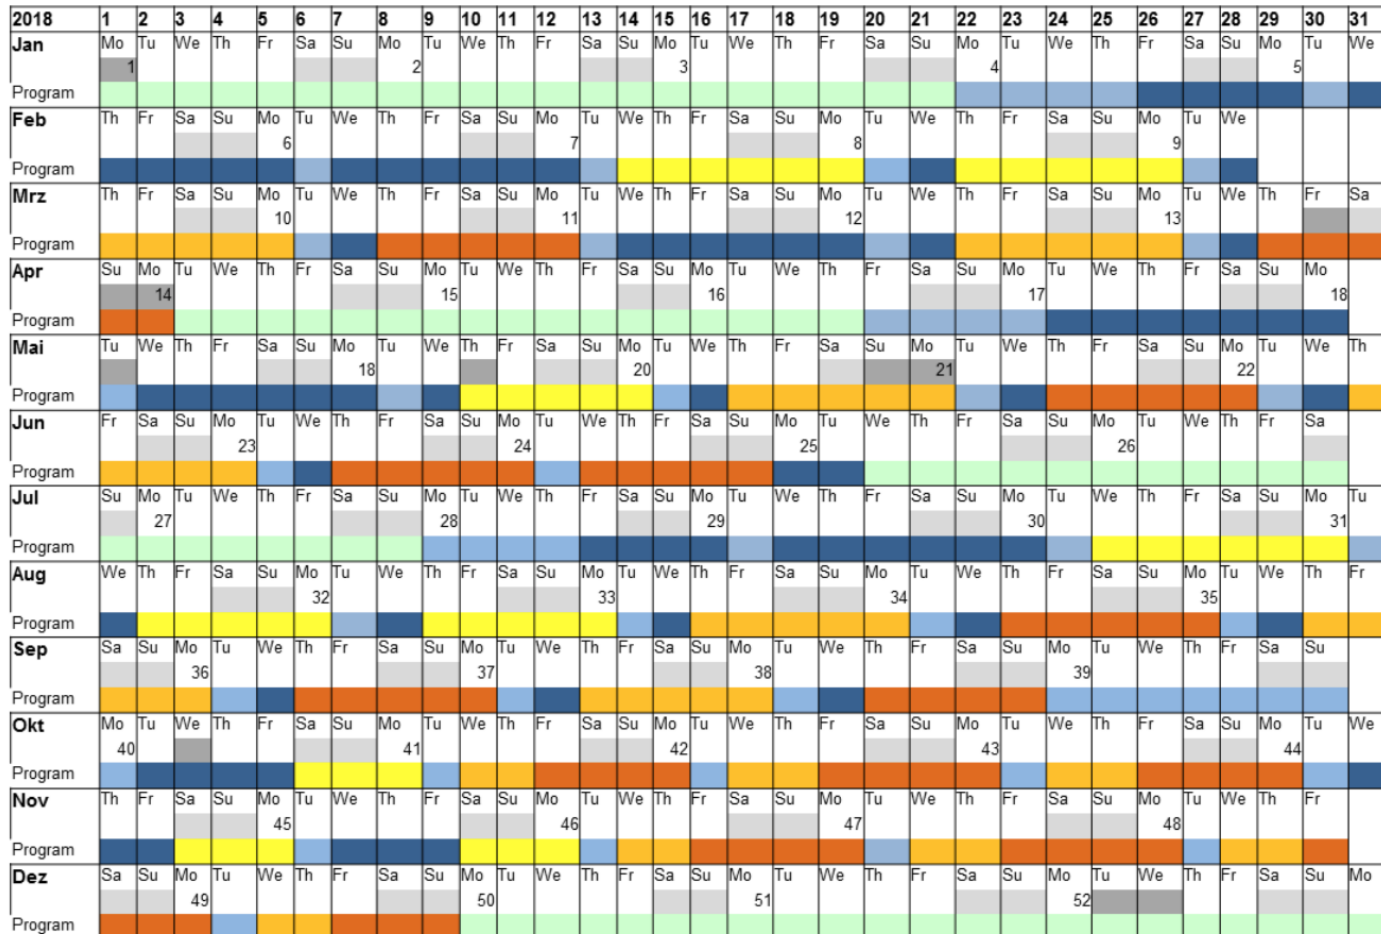 2018 1 2 3 4 5 6 7 8 9 10 11 12 13 14 15 16 17 18 19 20 21 22 23 24 25 26 27 28 29 30 31
Jan Mo Tu We Th Fr Sa Su Mo Tu We Th Fr Sa Su Mo Tu We Th Fr Sa Su Mo Tu We Th Fr Sa Su Mo Tu We
1 2 3 4 5
Program
Feb Th Fr Sa Su Mo Tu We Th Fr Sa Su Mo Tu We Th Fr Sa Su Mo Tu We Th Fr Sa Su Mo Tu We
6 7 8 9
Program
Mrz Th Fr Sa Su Mo Tu We Th Fr Sa Su Mo Tu We Th Fr Sa Su Mo Tu We Th Fr Sa Su Mo Tu We Th Fr Sa
10 11 12 13
Program
Apr Su Mo Tu We Th Fr Sa Su Mo Tu We Th Fr Sa Su Mo Tu We Th Fr Sa Su Mo Tu We Th Fr Sa Su Mo
14 15 16 17 18
Program
Mai Tu We Th Fr Sa Su Mo Tu We Th Fr Sa Su Mo Tu We Th Fr Sa Su Mo Tu We Th Fr Sa Su Mo Tu We Th
18 20 21 22
Program
Jun Fr Sa Su Mo Tu We Th Fr Sa Su Mo Tu We Th Fr Sa Su Mo Tu We Th Fr Sa Su Mo Tu We Th Fr Sa
23 24 25 26
Program
Jul Su Mo Tu We Th Fr Sa Su Mo Tu We Th Fr Sa Su Mo Tu We Th Fr Sa Su Mo Tu We Th Fr Sa Su Mo Tu
27 28 29 30 31
Program
Aug We Th Fr Sa Su Mo Tu We Th Fr Sa Su Mo Tu We Th Fr Sa Su Mo Tu We Th Fr Sa Su Mo Tu We Th Fr
32 33 34 35
Program
Sep Sa Su Mo Tu We Th Fr Sa Su Mo Tu We Th Fr Sa Su Mo Tu We Th Fr Sa Su Mo Tu We Th Fr Sa Su
36 37 38 39
Program
Okt Mo Tu We Th Fr Sa Su Mo Tu We Th Fr Sa Su Mo Tu We Th Fr Sa Su Mo Tu We Th Fr Sa Su Mo Tu We
40 41 42 43 44
Program
Nov Th Fr Sa Su Mo Tu We Th Fr Sa Su Mo Tu We Th Fr Sa Su Mo Tu We Th Fr Sa Su Mo Tu We Th Fr
45 46 47 48
Program
Dez Sa Su Mo Tu We Th Fr Sa Su Mo Tu We Th Fr Sa Su Mo Tu We Th Fr Sa Su Mo Tu We Th Fr Sa Su Mo
49 50 51 52
Program